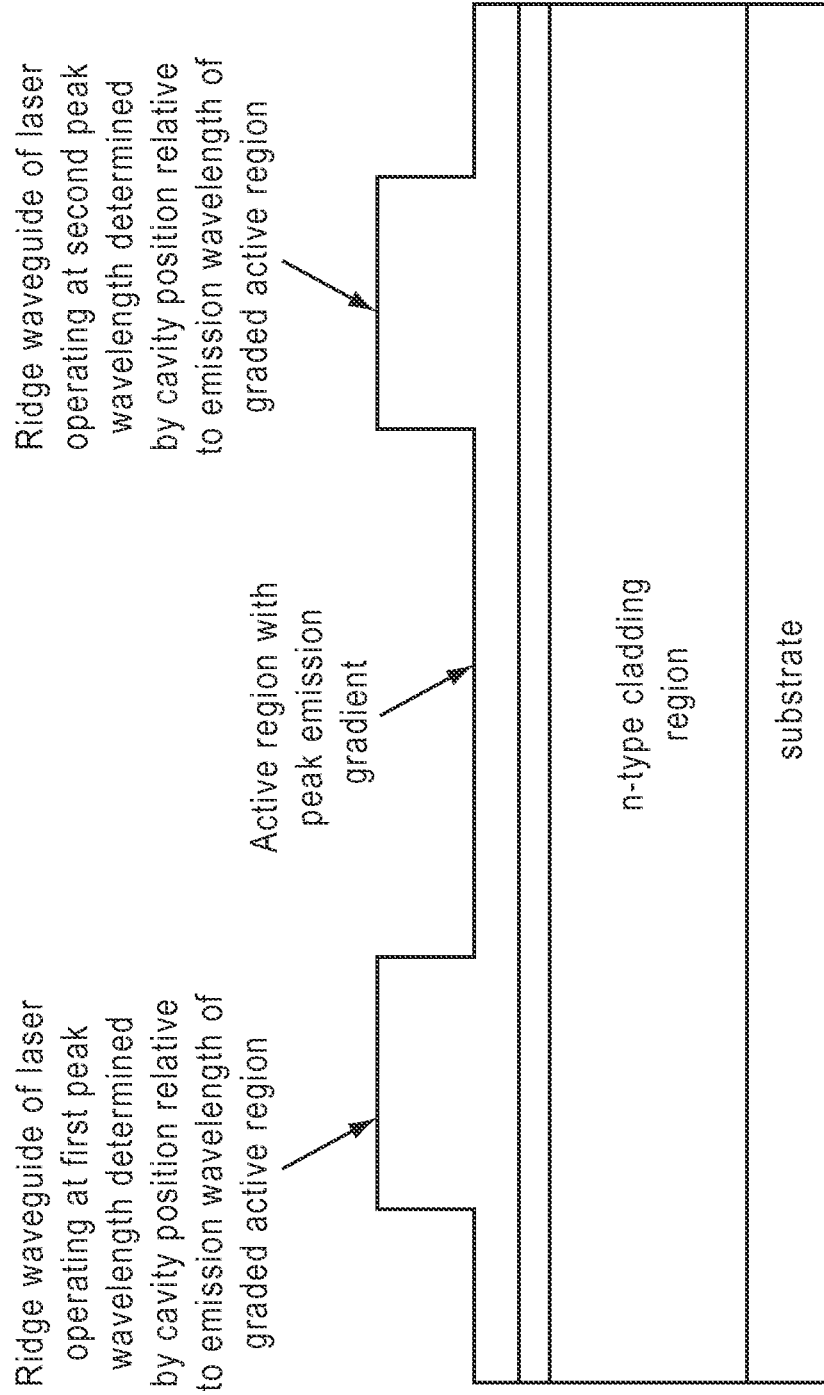 Ridge waveguide of laser
operating at first peak
wavelength determined
by cavity position relative
to emission wavelength of
graded active region
Active region with
peak emission
gradient
Ridge waveguide of laser
operating at second peak
wavelength determined
by cavity position relative
to emission wavelength of
graded active region
n-type cladding
region
substrate